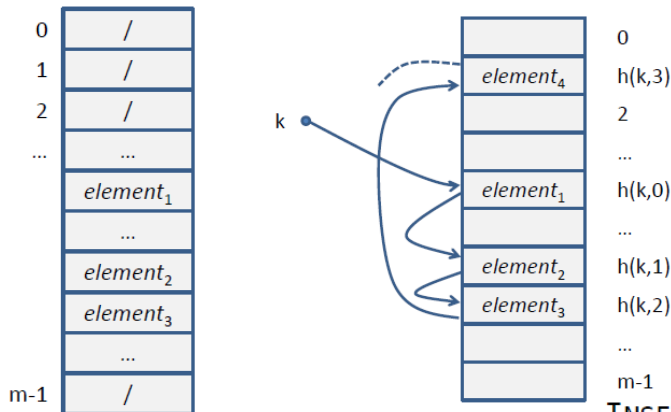 0 /
1 /
2 /
... ...
element₁
...
element₂
element₃
...
m-1 /
k
0
element₄ h(k,3)
2
...
element₁ h(k,0)
...
element₂ h(k,1)
element₃ h(k,2)
...
m-1